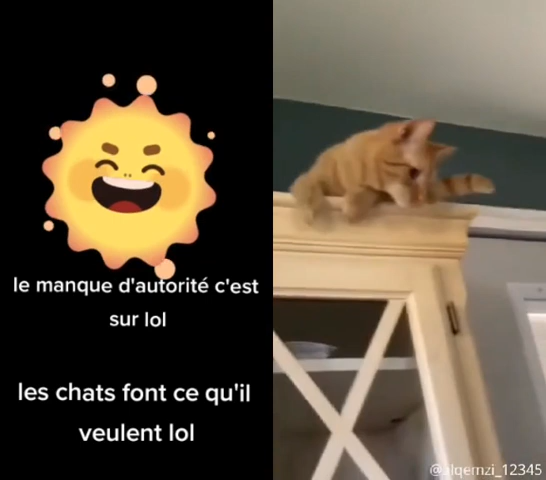 le manque d'autorité c'est
sur lol
les chats font ce qu'il
veulent lol